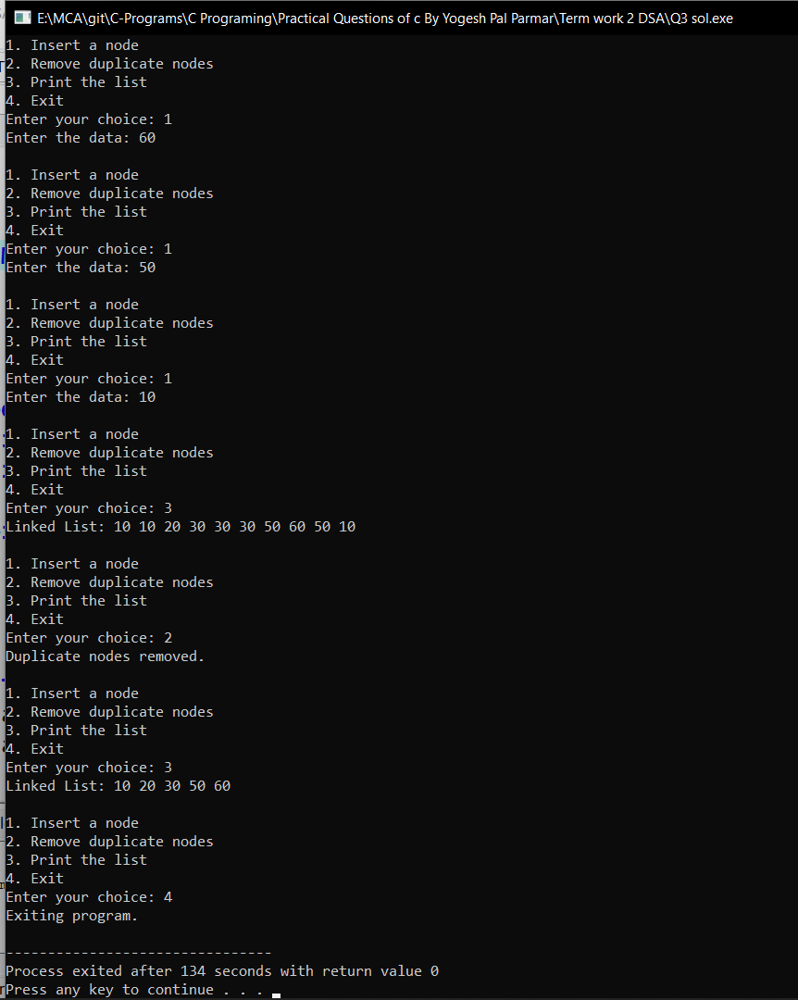 E:\MCA\git\C-Programs\C Programing\Practical Questions of c By Yogesh Pal Parmar\Term work 2 DSA\Q3 sol.exe
1. Insert a node
2. Remove duplicate nodes
3. Print the list
4. Exit
Enter your choice: 1
Enter the data: 60
1. Insert a node
2. Remove duplicate nodes
3. Print the list
4. Exit
Enter your choice: 1
Enter the data: 50
1. Insert a node
2. Remove duplicate nodes
3. Print the list
4. Exit
Enter your choice: 1
Enter the data: 10
1. Insert a node
2. Remove duplicate nodes
3. Print the list
4. Exit
Enter your choice: 3
Linked List: 10 10 20 30 30 30 50 60 50 10
1. Insert a node
2. Remove duplicate nodes
3. Print the list
4. Exit
Enter your choice: 2
Duplicate nodes removed.
1. Insert a node
2. Remove duplicate nodes
3. Print the list
4. Exit
Enter your choice: 3
Linked List: 10 20 30 50 60
1. Insert a node
2. Remove duplicate nodes
3. Print the list
4. Exit
Enter your choice: 4
Exiting program.
--------------------------------
Process exited after 134 seconds with return value 0
Press any key to continue . . .